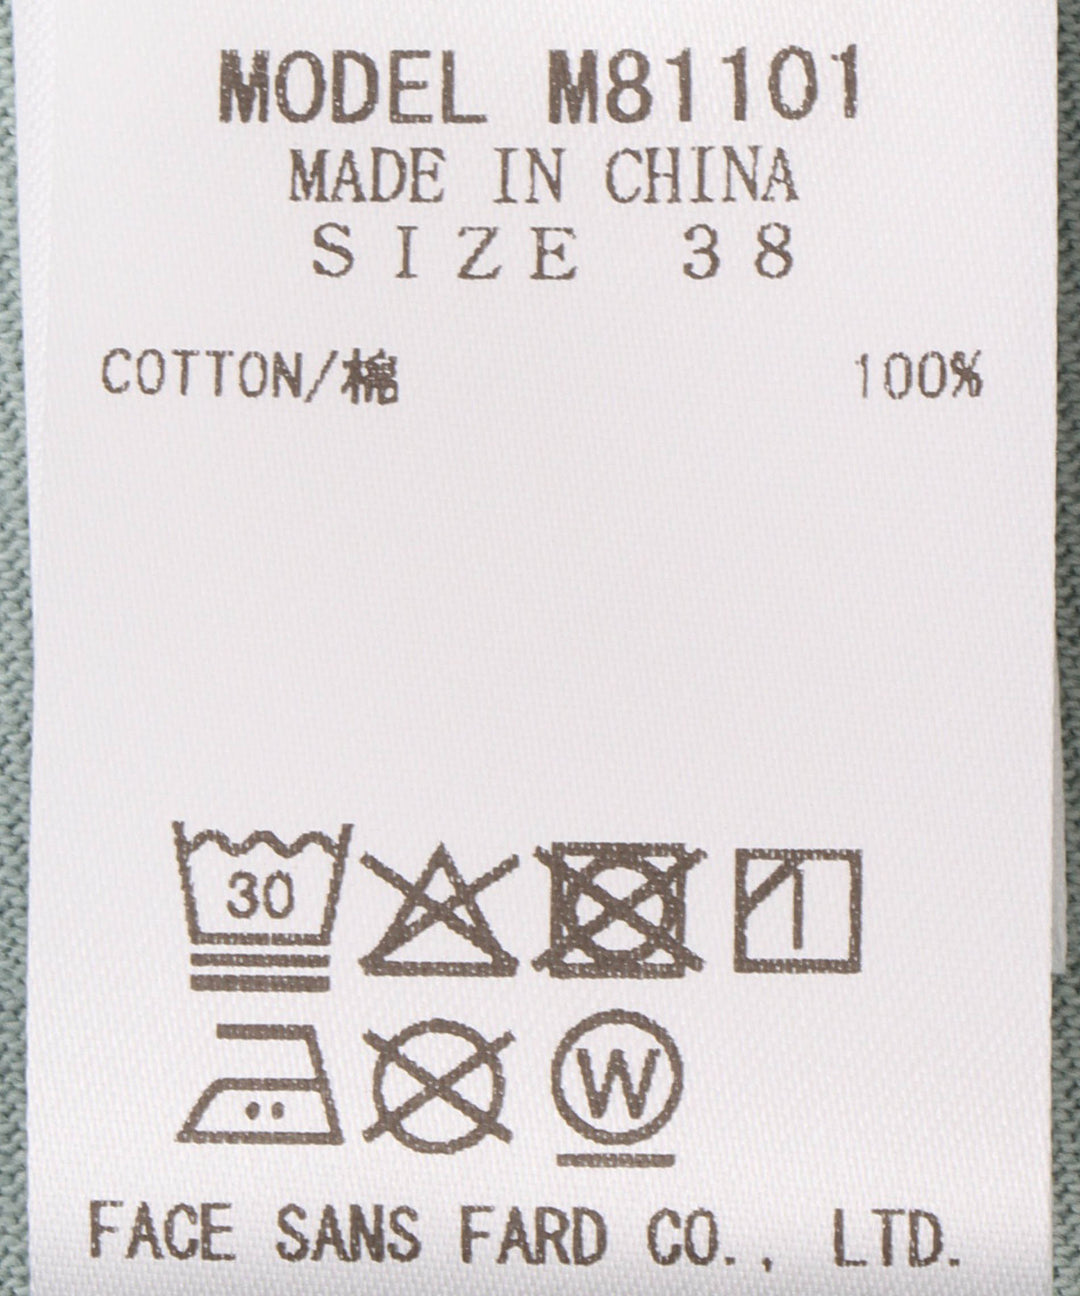 MODEL M81101
MADE IN CHINA
SIZE 38
COTTON/棉 100%
30
W
FACE SANS FARD CO., LTD.